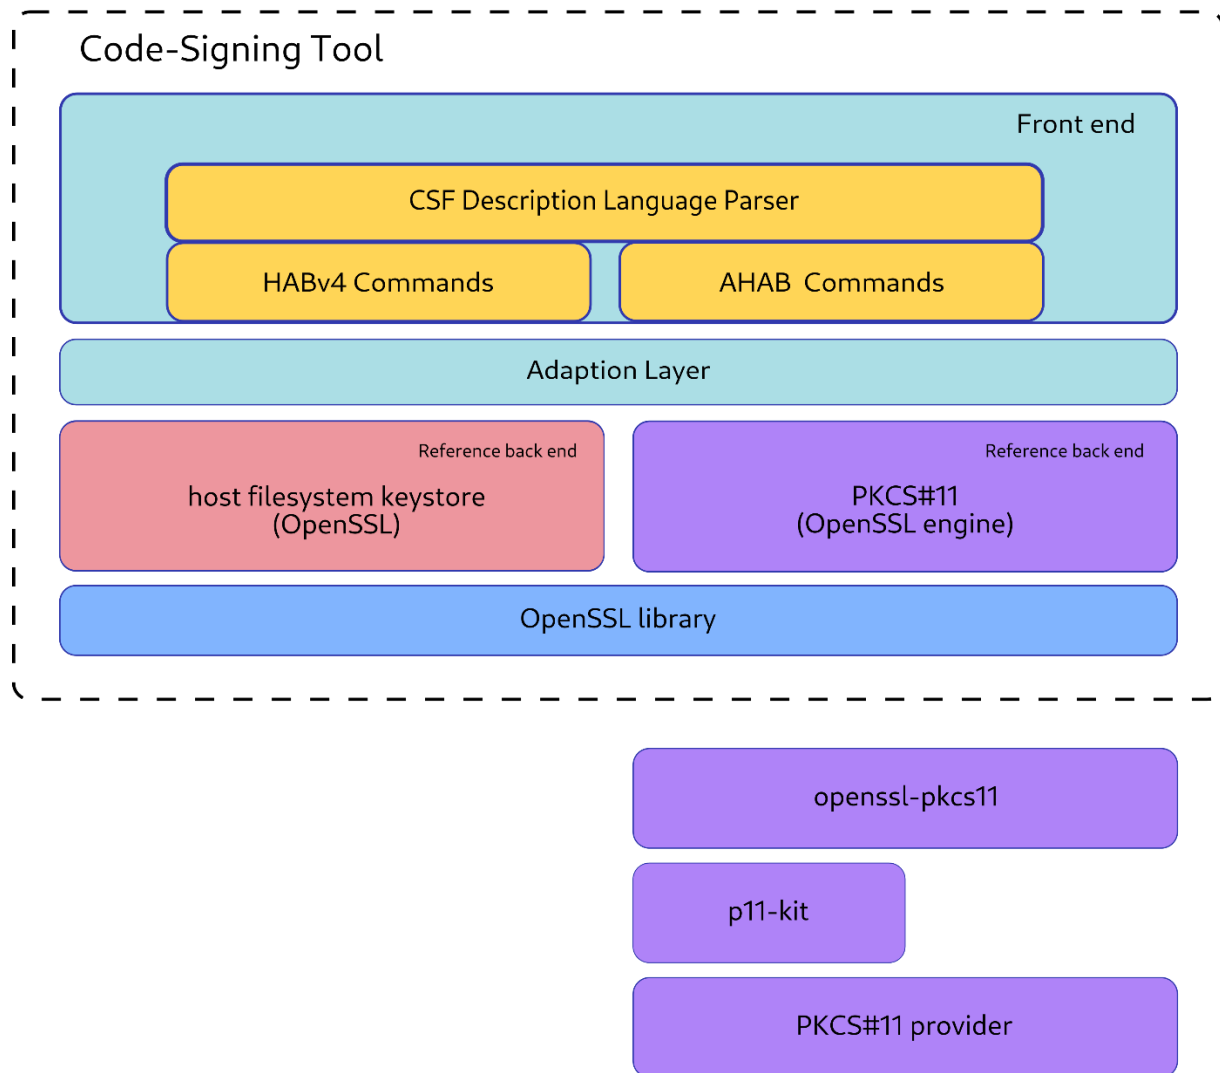 Code-Signing Tool
Front end
CSF Description Language Parser
HABv4 Commands
AHAB Commands
Adaption Layer
Reference back end
host filesystem keystore
(OpenSSL)
Reference back end
PKCS#11
(OpenSSL engine)
OpenSSL library
openssl-pkcs11
p11-kit
PKCS#11 provider